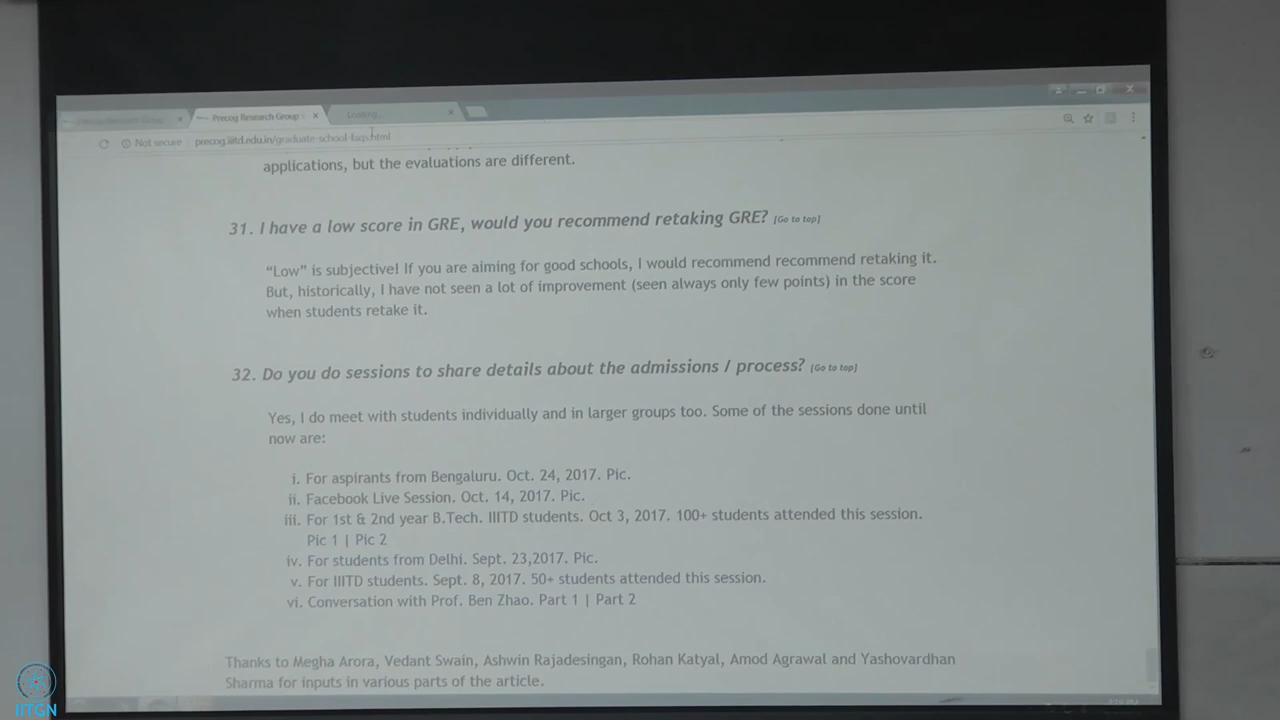 Precog Research Group
Loading...
Not secure
precog.iiitd.edu.in/graduate-school-faqs.html
applications, but the evaluations are different.
31. I have a low score in GRE, would you recommend retaking GRE? [Go to top]
“Low” is subjective! If you are aiming for good schools, I would recommend recommend retaking it.
But, historically, I have not seen a lot of improvement (seen always only few points) in the score
when students retake it.
32. Do you do sessions to share details about the admissions / process? [Go to top]
Yes, I do meet with students individually and in larger groups too. Some of the sessions done until
now are:
i. For aspirants from Bengaluru. Oct. 24, 2017. Pic.
ii. Facebook Live Session. Oct. 14, 2017. Pic.
iii. For 1st & 2nd year B.Tech. IIITD students. Oct 3, 2017. 100+ students attended this session.
Pic 1 | Pic 2
iv. For students from Delhi. Sept. 23,2017. Pic.
v. For IIITD students. Sept. 8, 2017. 50+ students attended this session.
vi. Conversation with Prof. Ben Zhao. Part 1 | Part 2
Thanks to Megha Arora, Vedant Swain, Ashwin Rajadesingan, Rohan Katyal, Amod Agrawal and Yashovardhan
Sharma for inputs in various parts of the article.
IITGN